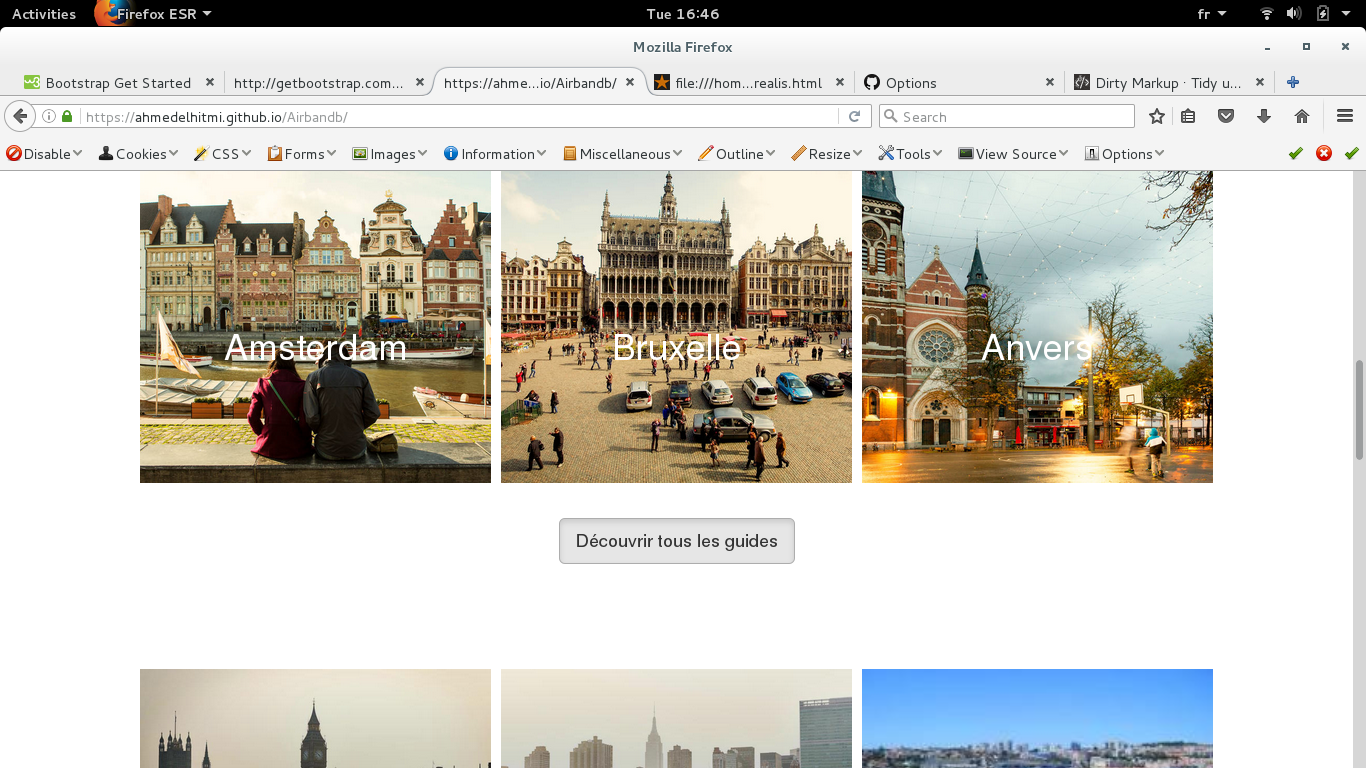 Activities Firefox ESR Tue 16:46 fr
Mozilla Firefox
Bootstrap Get Started http://getbootstrap.com... https://ahme...io/Airbandb/ file:///hom...realis.html Options Dirty Markup · Tidy u...
https://ahmedelhitmi.github.io/Airbandb/ Search
Disable Cookies CSS Forms Images Information Miscellaneous Outline Resize Tools View Source Options
Amsterdam Bruxelle Anvers
Découvrir tous les guides